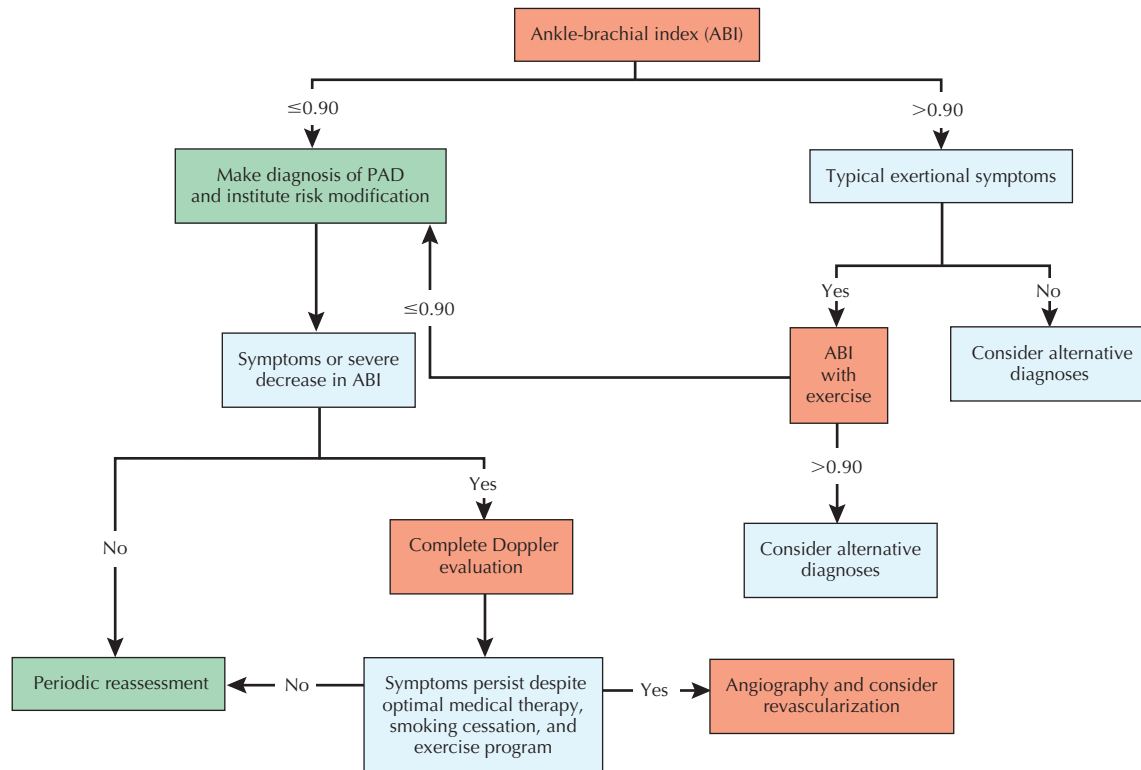 Ankle-brachial index (ABI)
≤0.90
>0.90
Make diagnosis of PAD
and institute risk modification
Typical exertional symptoms
Yes
No
≤0.90
Symptoms or severe
decrease in ABI
ABI
with
exercise
Consider alternative
diagnoses
>0.90
Yes
No
Complete Doppler
evaluation
Consider alternative
diagnoses
Periodic reassessment
No
Symptoms persist despite
optimal medical therapy,
smoking cessation, and
exercise program
Yes
Angiography and consider
revascularization